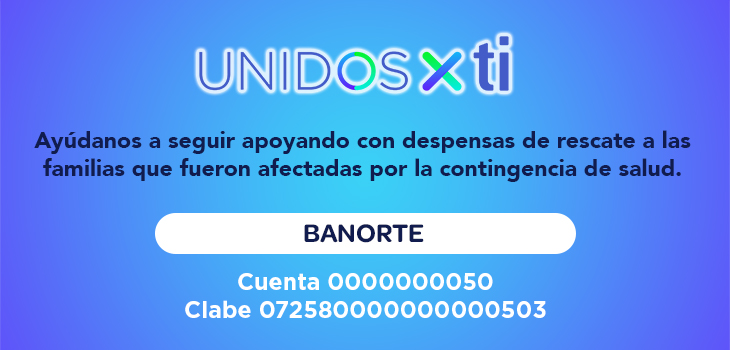 UNIDOS X ti
Ayúdanos a seguir apoyando con despensas de rescate a las
familias que fueron afectadas por la contingencia de salud.
BANORTE
Cuenta 0000000050
Clabe 072580000000000503